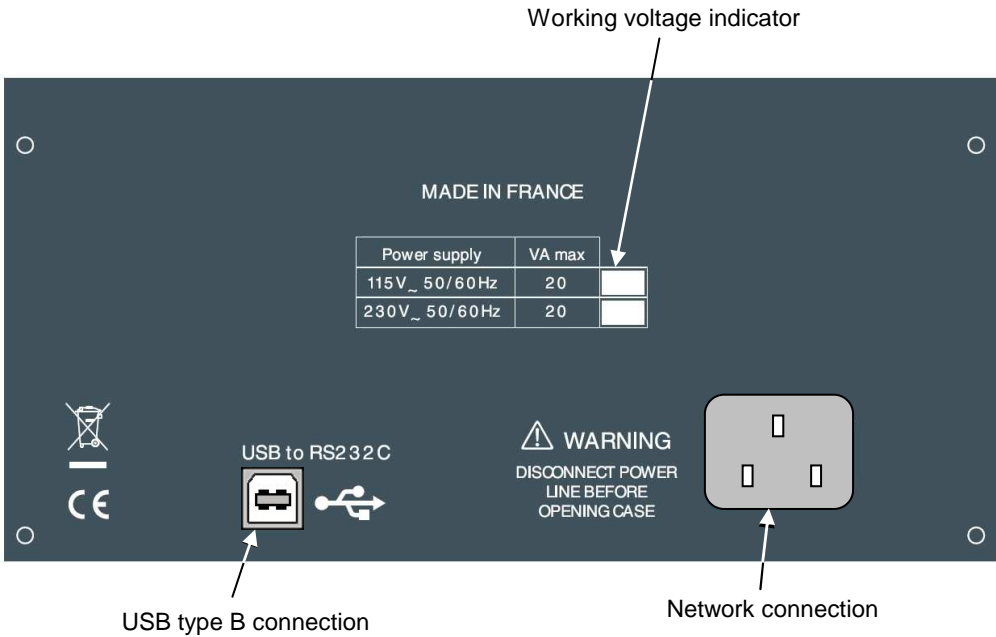 Working voltage indicator
MADE IN FRANCE
Power supply VA max
115V~ 50/60Hz 20
230V~ 50/60Hz 20
USB to RS232C
WARNING
DISCONNECT POWER
LINE BEFORE
OPENING CASE
CE
USB type B connection
Network connection